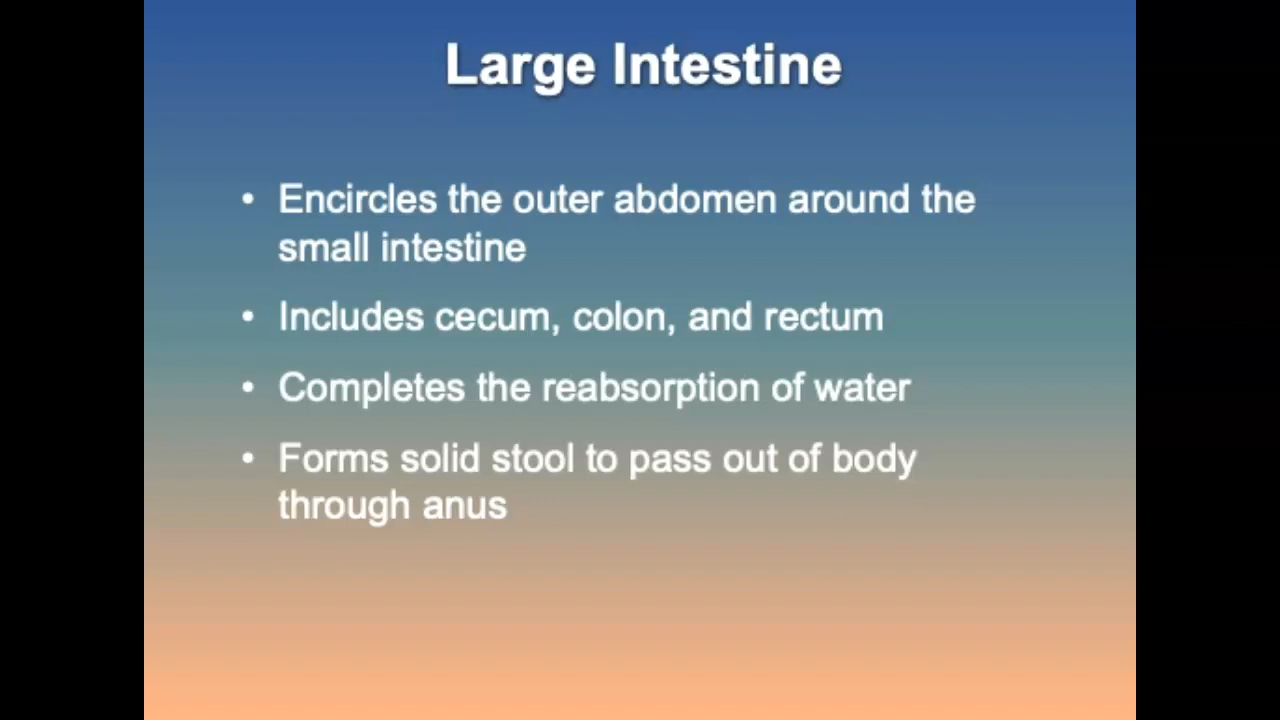 Large Intestine
• Encircles the outer abdomen around the
small intestine
• Includes cecum, colon, and rectum
• Completes the reabsorption of water
• Forms solid stool to pass out of body
through anus